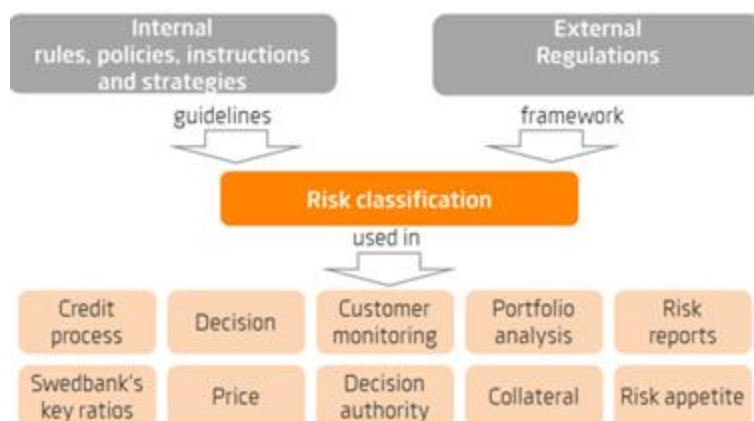 Internal
rules, policies, instructions
and strategies
External
Regulations
guidelines
framework
Risk classification
used in
Credit
process
Decision
Customer
monitoring
Portfolio
analysis
Risk
reports
Swedbank's
key ratios
Price
Decision
authority
Collateral
Risk appetite